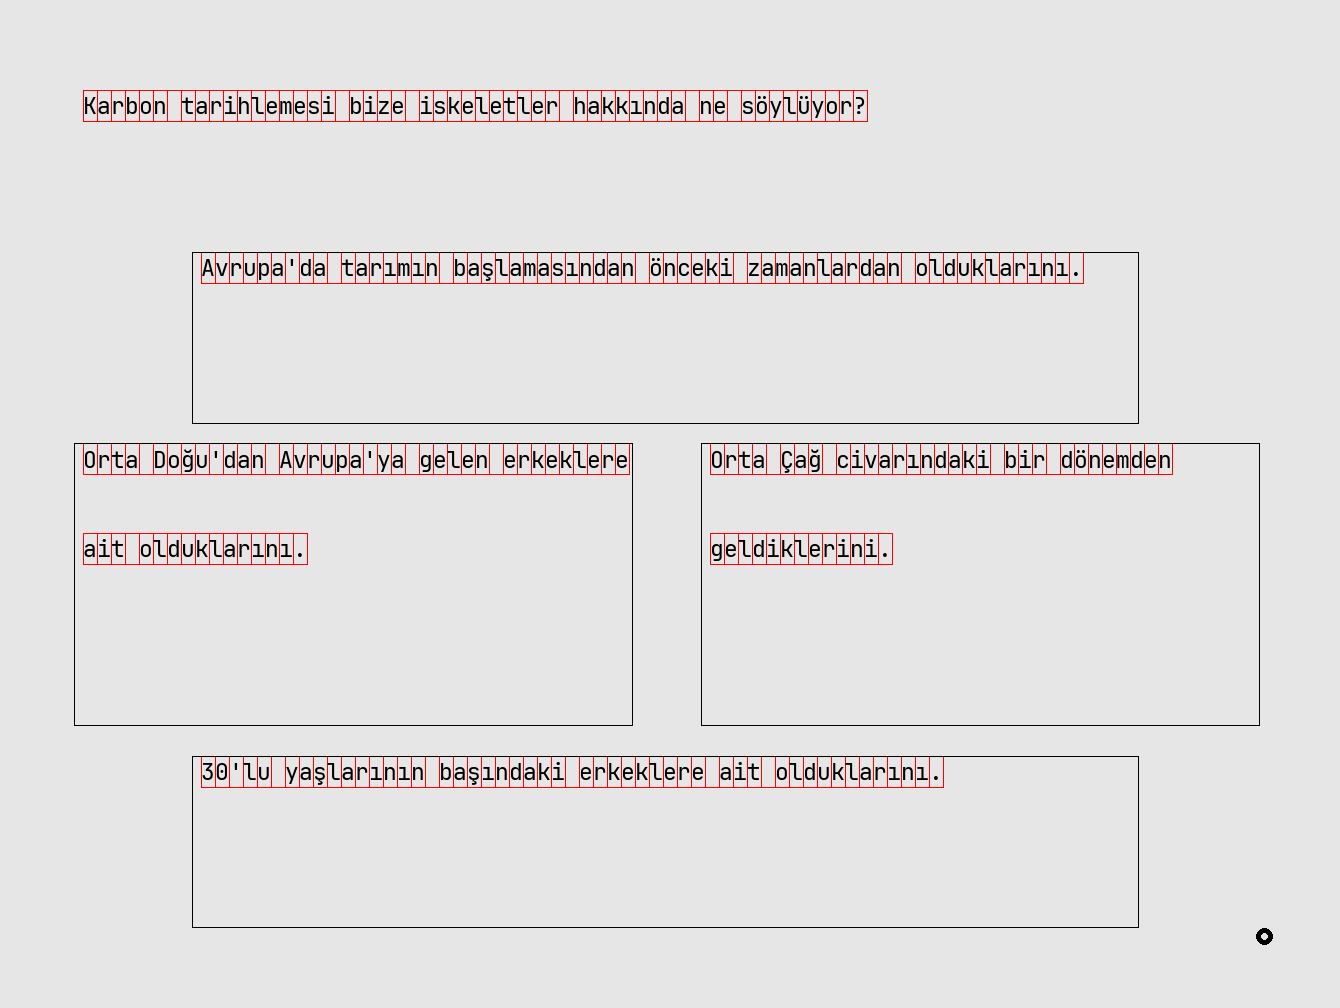 Karbon tarihlemesi bize iskeletler hakkında ne söylüyor?
Avrupa'da tarımın başlamasından önceki zamanlardan olduklarını.
Orta Doğu'dan Avrupa'ya gelen erkeklere
ait olduklarını.
Orta Çağ civarındaki bir dönemden
geldiklerini.
30'lu yaşlarının başındaki erkeklere ait olduklarını.